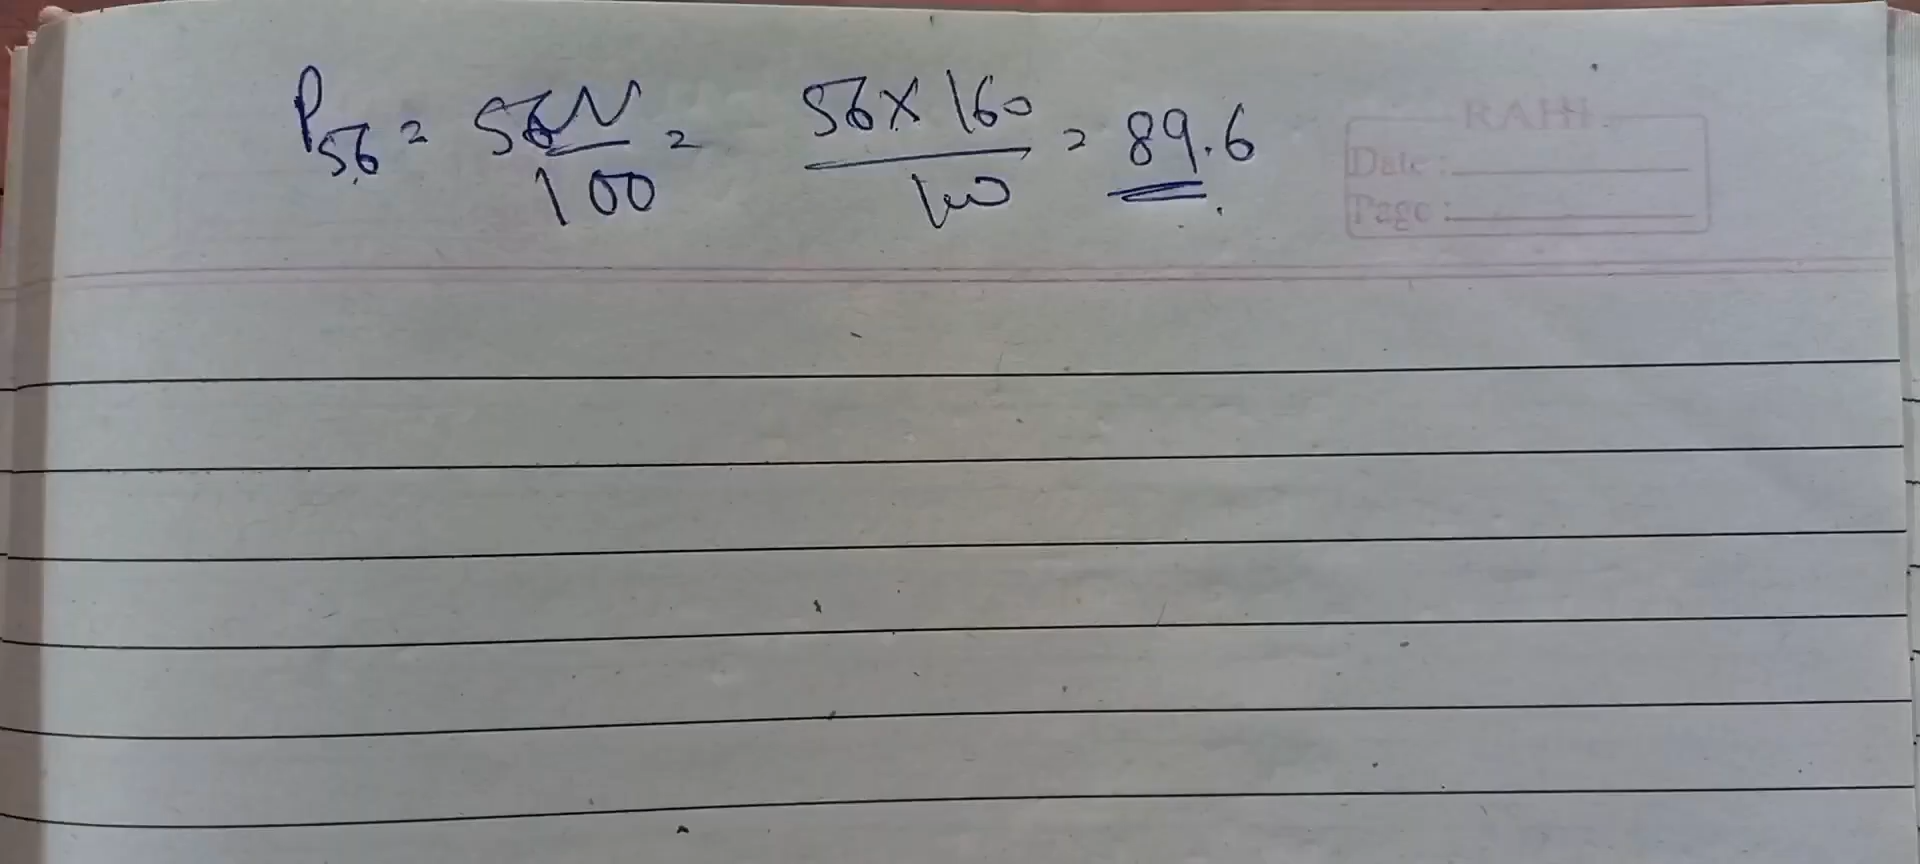 P56 = 56N/100 = 56 × 160/100 = 89.6
RAHI
Date :
Page :